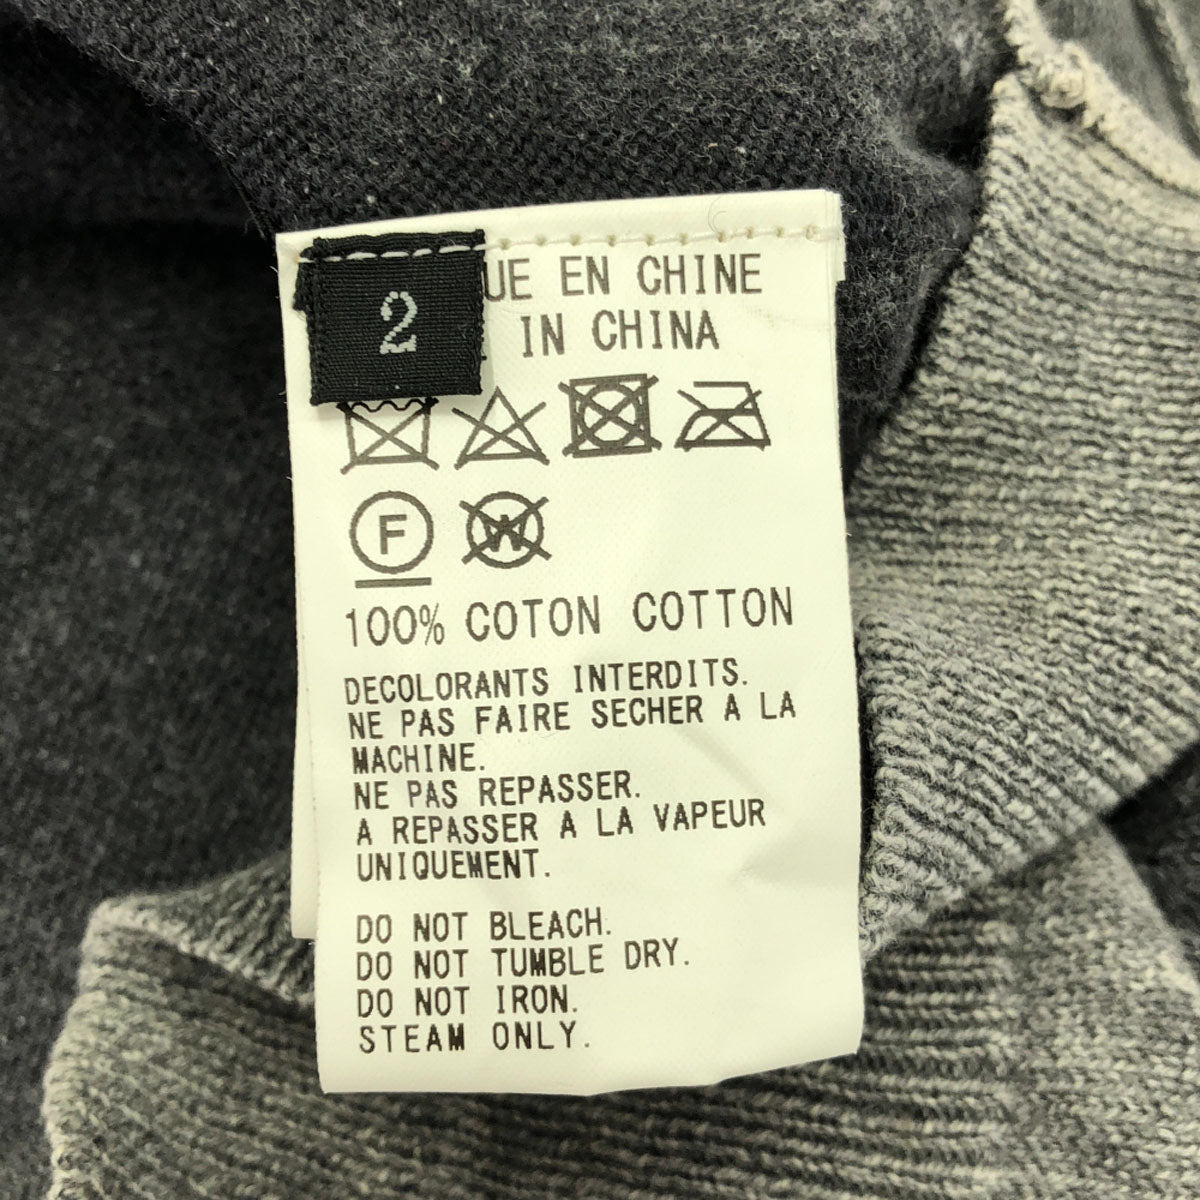 2
UE EN CHINE
IN CHINA
F
W
100% COTON COTTON
DECOLORANTS INTERDITS.
NE PAS FAIRE SECHER A LA
MACHINE.
NE PAS REPASSER.
A REPASSER A LA VAPEUR
UNIQUEMENT.
DO NOT BLEACH.
DO NOT TUMBLE DRY.
DO NOT IRON.
STEAM ONLY.